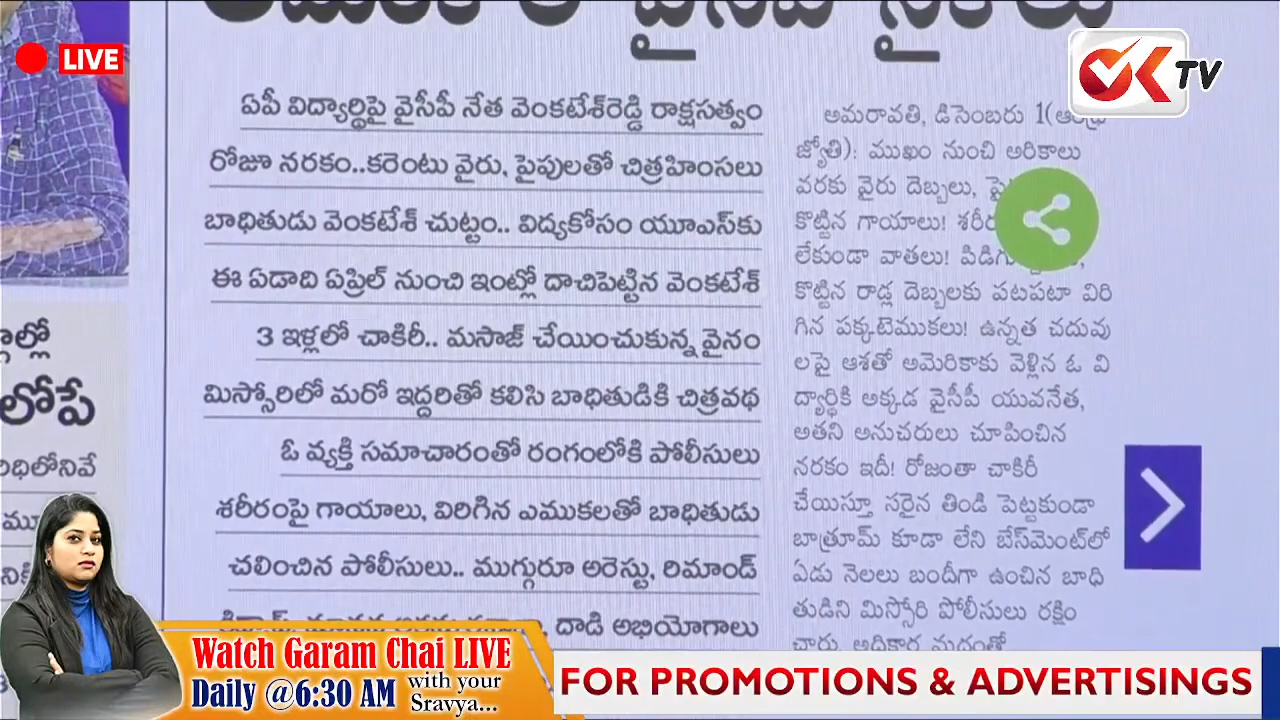 LIVE
OK TV
ఏపీ విద్యార్థిపై వైసీపీ నేత వెంకటేశ్‌రెడ్డి రాక్షసత్వం
రోజూ నరకం..కరెంటు వైరు, పైపులతో చిత్రహింసలు
బాధితుడు వెంకటేశ్ చుట్టం.. విద్యకోసం యూఎస్‌కు
ఈ ఏడాది ఏప్రిల్ నుంచి ఇంట్లో దాచిపెట్టిన వెంకటేశ్
3 ఇళ్లలో చాకిరీ.. మసాజ్ చేయించుకున్న వైనం
మిస్సోరిలో మరో ఇద్దరితో కలిసి బాధితుడికి చిత్రవధ
ఓ వ్యక్తి సమాచారంతో రంగంలోకి పోలీసులు
శరీరంపై గాయాలు, విరిగిన ఎముకలతో బాధితుడు
చలించిన పోలీసులు.. ముగ్గురూ అరెస్టు, రిమాండ్
దాడి అభియోగాలు
అమరావతి, డిసెంబరు 1(ఆంధ్ర
జ్యోతి): ముఖం నుంచి అరికాలు
వరకు వైరు దెబ్బలు,
కొట్టిన గాయాలు!
లేకుండా వాతలు!
కొట్టిన రాడ్ల దెబ్బలకు పటపటా విరి
గిన పక్కటెముకలు! ఉన్నత చదువు
లపై ఆశతో అమెరికాకు వెళ్లిన ఓ వి
ద్యార్థికి అక్కడ వైసీపీ యువనేత,
అతని అనుచరులు చూపించిన
నరకం ఇదీ! రోజంతా చాకిరీ
చేయిస్తూ సరైన తిండి పెట్టకుండా
బాత్రూమ్ కూడా లేని బేస్‌మెంట్‌లో
ఏడు నెలలు బందీగా ఉంచిన బాధి
తుడిని మిస్సోరి పోలీసులు రక్షిం
చారు.
లోపే
Watch Garam Chai LIVE
Daily @6:30 AM with your
Sravya...
FOR PROMOTIONS & ADVERTISINGS